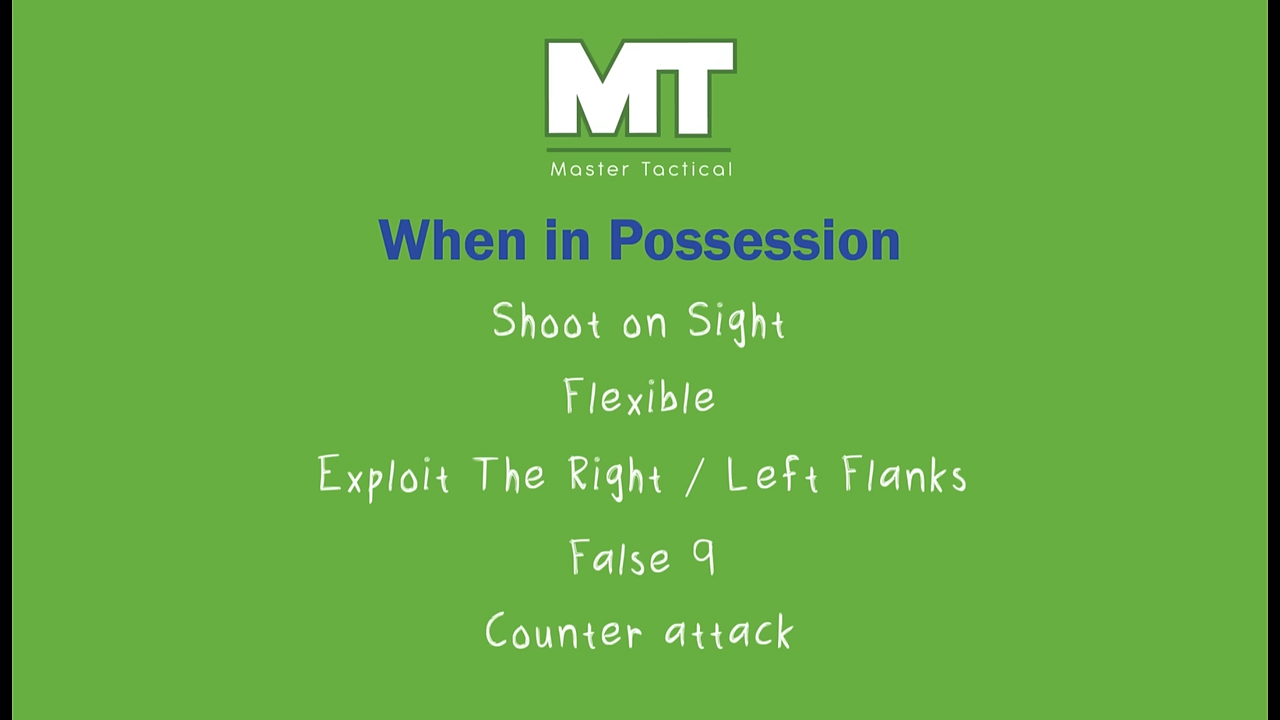 MT
Master Tactical
When in Possession
Shoot on Sight
Flexible
Exploit The Right / Left Flanks
False 9
Counter attack